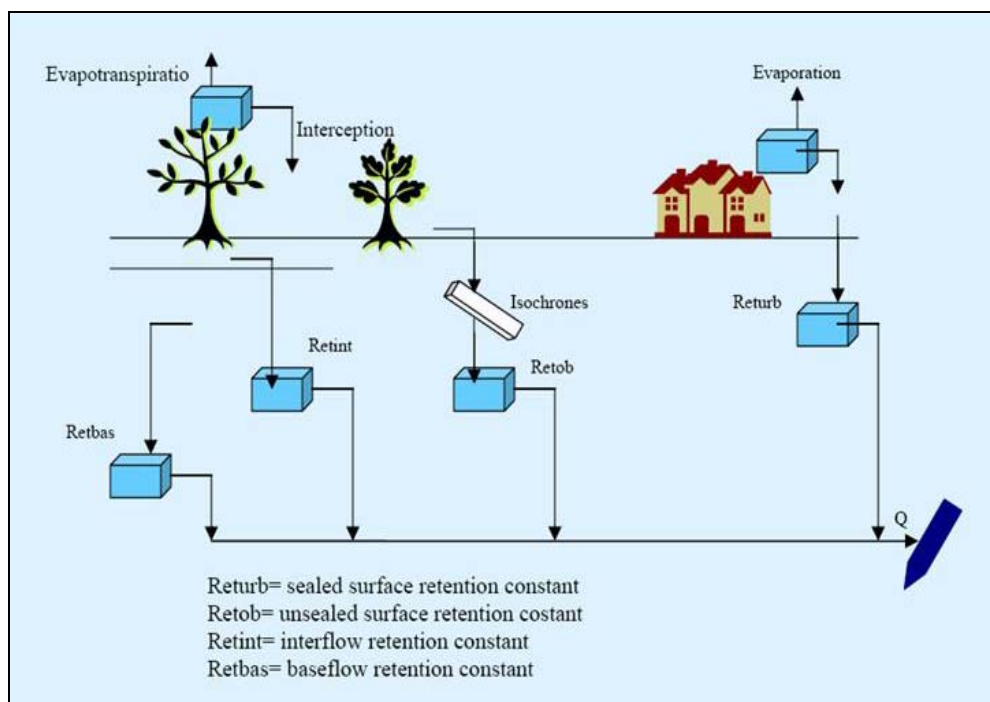 Evapotranspiratio
Evaporation
Interception
Isochrones
Returb
Retint
Retob
Retbas
Q
Returb= sealed surface retention constant
Retob= unsealed surface retention costant
Retint= interflow retention constant
Retbas= baseflow retention constant